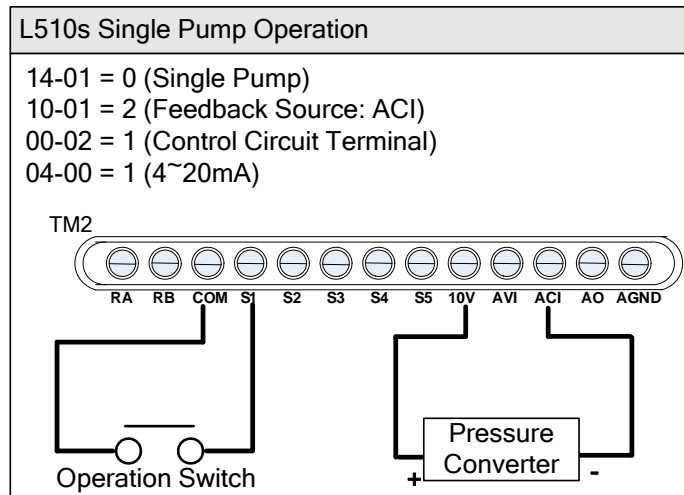 L510s Single Pump Operation
14-01 = 0 (Single Pump)
10-01 = 2 (Feedback Source: ACI)
00-02 = 1 (Control Circuit Terminal)
04-00 = 1 (4~20mA)
TM2
RA RB COM S1 S2 S3 S4 S5 10V AVI ACI AO AGND
Pressure
Converter
+ -
Operation Switch